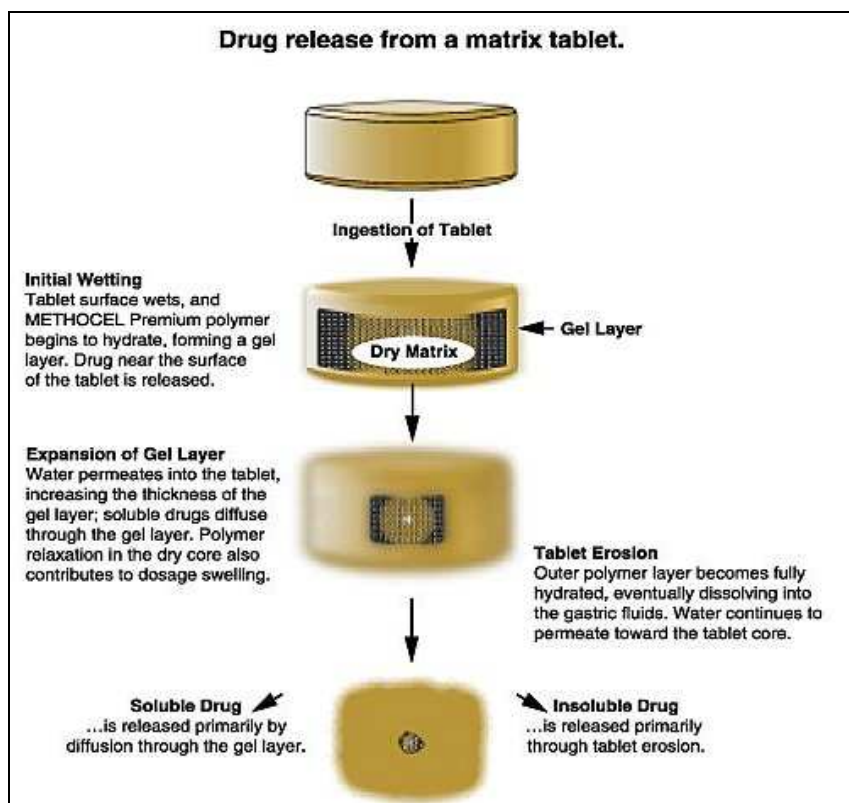 Drug release from a matrix tablet.
Ingestion of Tablet
Initial Wetting
Tablet surface wets, and
METHOCEL Premium polymer
begins to hydrate, forming a gel
layer. Drug near the surface
of the tablet is released.
Dry Matrix
Gel Layer
Expansion of Gel Layer
Water permeates into the tablet,
increasing the thickness of the
gel layer; soluble drugs diffuse
through the gel layer. Polymer
relaxation in the dry core also
contributes to dosage swelling.
Tablet Erosion
Outer polymer layer becomes fully
hydrated, eventually dissolving into
the gastric fluids. Water continues to
permeate toward the tablet core.
Soluble Drug
...is released primarily by
diffusion through the gel layer.
Insoluble Drug
...is released primarily
through tablet erosion.